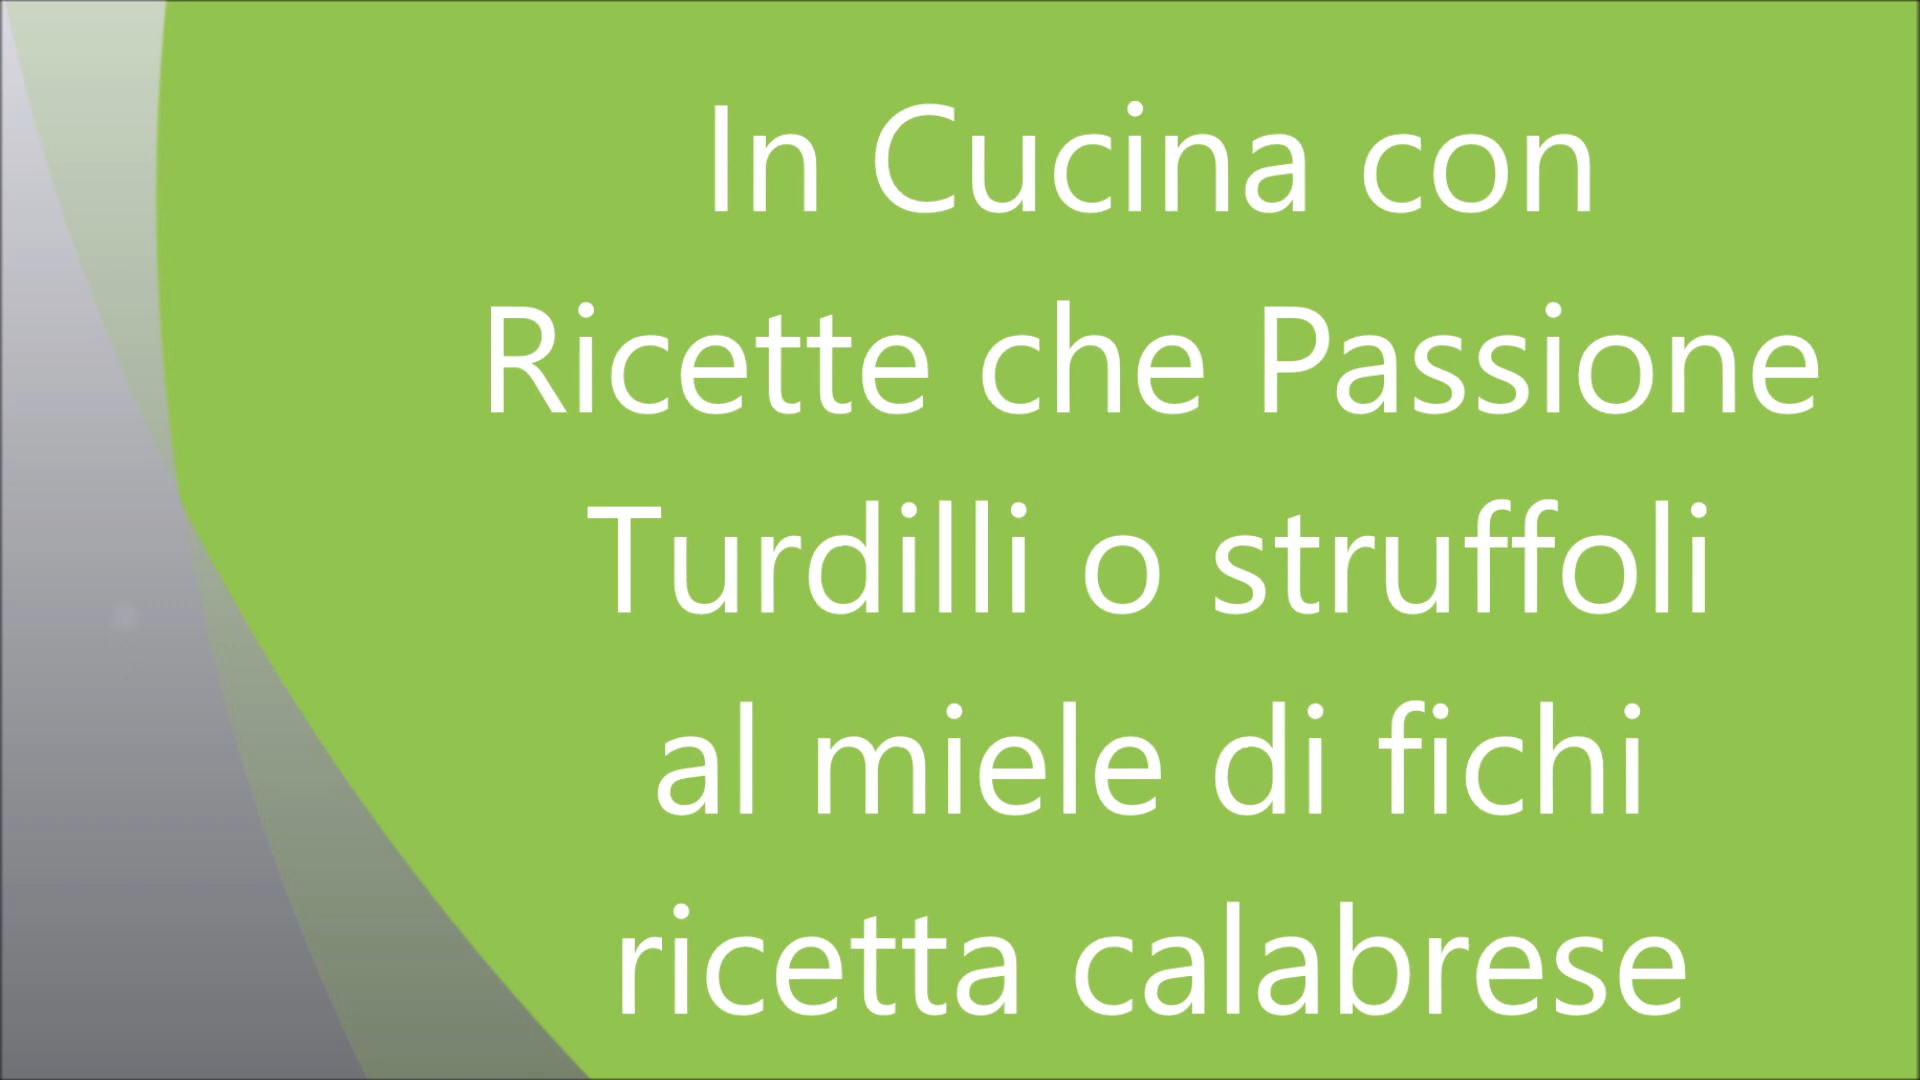 In Cucina con
Ricette che Passione
Turdilli o struffoli
al miele di fichi
ricetta calabrese